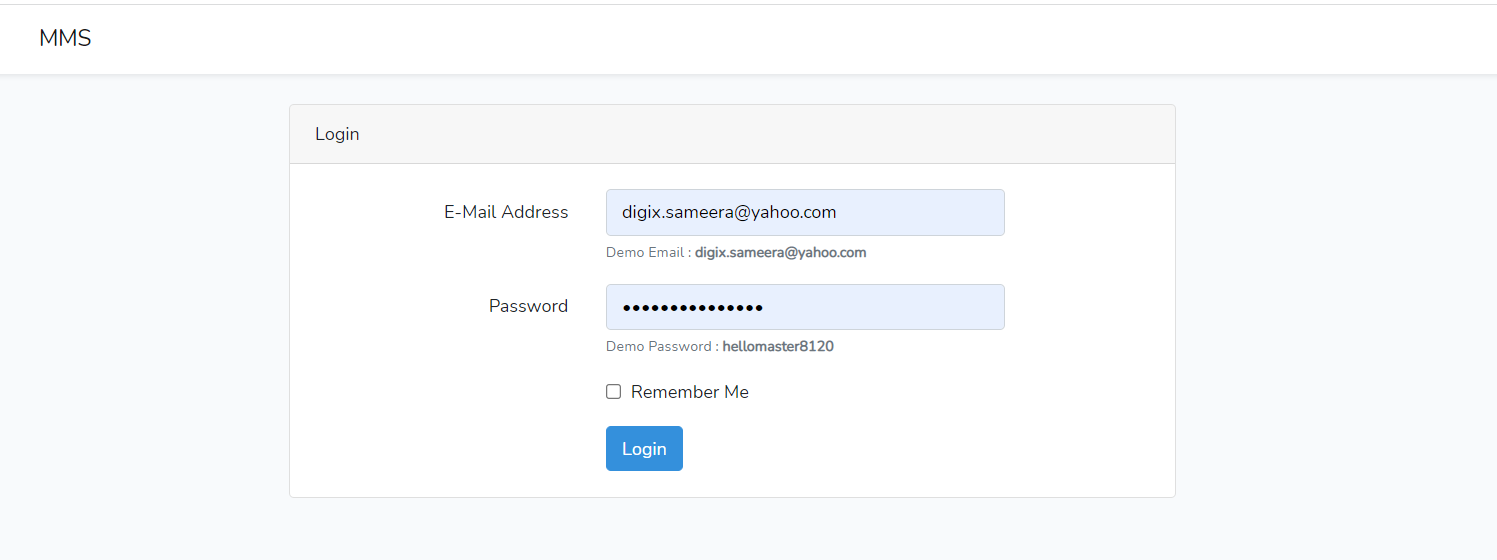 MMS
Login
E-Mail Address
digix.sameera@yahoo.com
Demo Email : digix.sameera@yahoo.com
Password
•••••••••••••••
Demo Password : hellomaster8120
Remember Me
Login